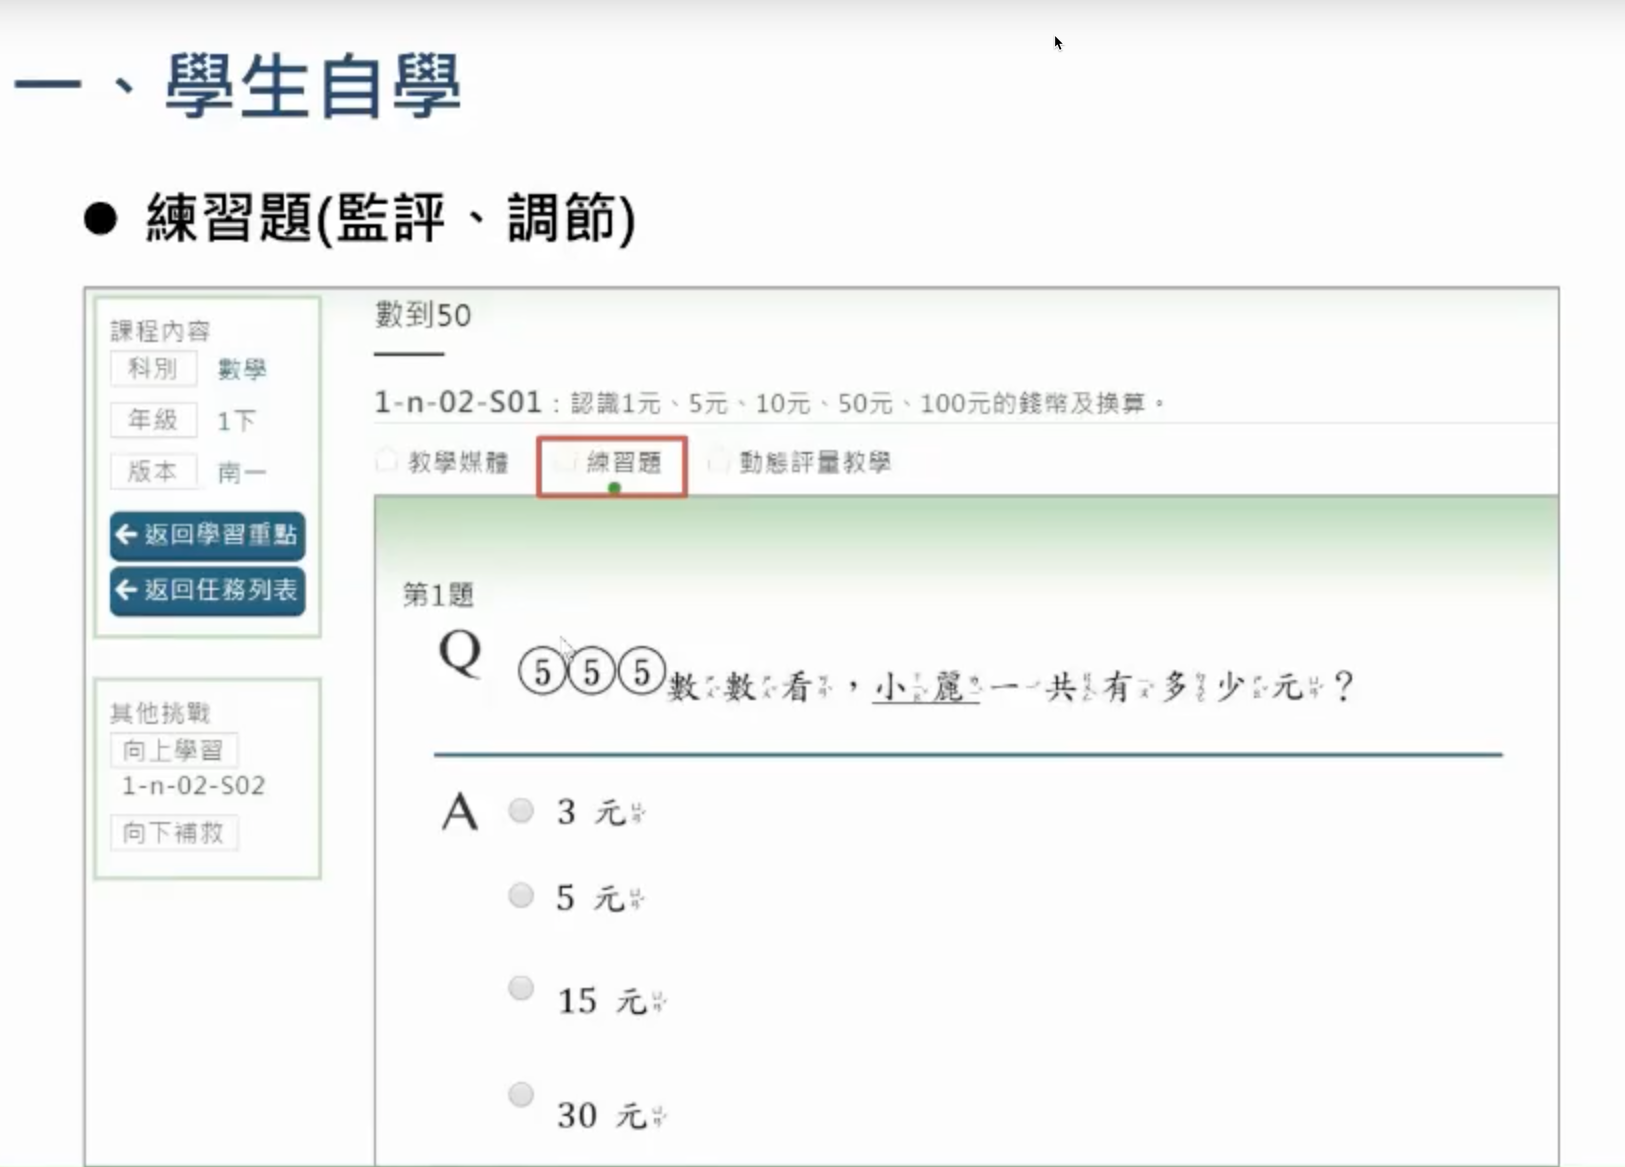 一、學生自學
● 練習題(監評、調節)
課程內容
科別 數學
年級 1下
版本 南一
← 返回學習重點
← 返回任務列表
其他挑戰
向上學習
1-n-02-S02
向下補救
數到50
1-n-02-S01：認識1元、5元、10元、50元、100元的錢幣及換算。
教學媒體 練習題 動態評量教學
第1題
Q ⑤⑤⑤數數看，小麗一共有多少元？
A 3 元
5 元
15 元
30 元